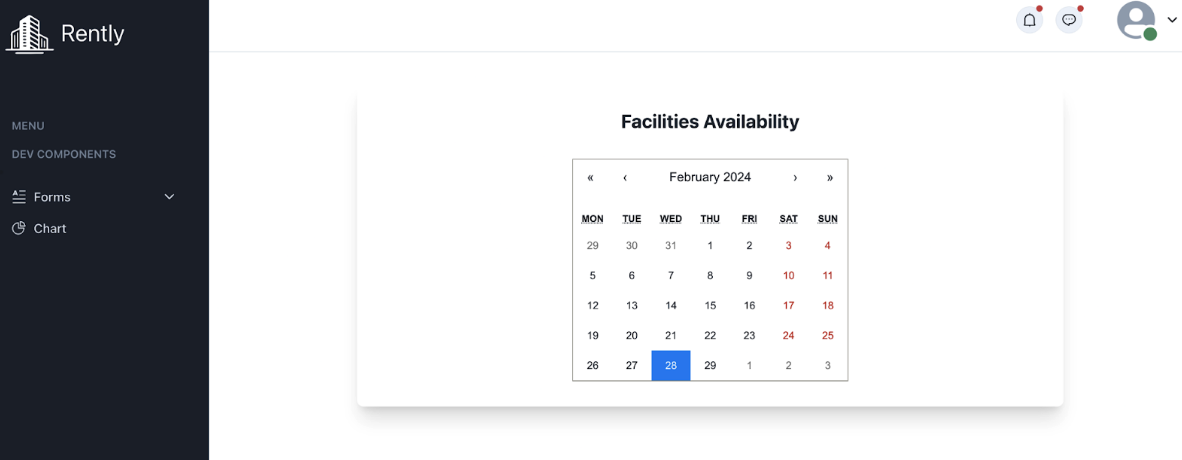 Rently
MENU
DEV COMPONENTS
Forms
Chart
Facilities Availability
« ‹ February 2024 › »
MON TUE WED THU FRI SAT SUN
29 30 31 1 2 3 4
5 6 7 8 9 10 11
12 13 14 15 16 17 18
19 20 21 22 23 24 25
26 27 28 29 1 2 3